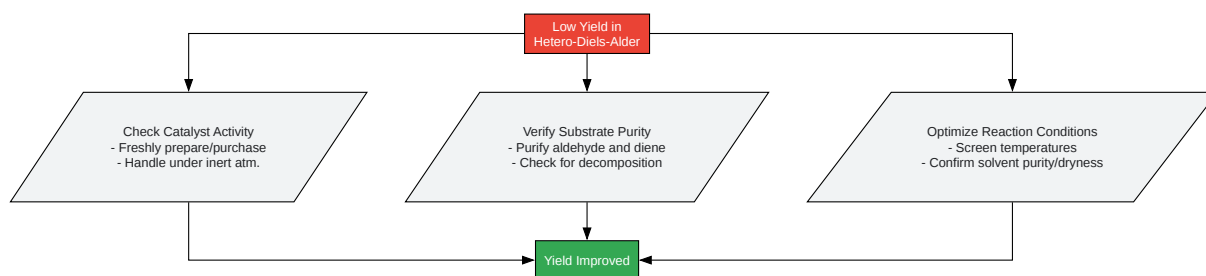 Low Yield in
Hetero-Diels-Alder
Check Catalyst Activity
- Freshly prepare/purchase
- Handle under inert atm.
Verify Substrate Purity
- Purify aldehyde and diene
- Check for decomposition
Optimize Reaction Conditions
- Screen temperatures
- Confirm solvent purity/dryness
Yield Improved